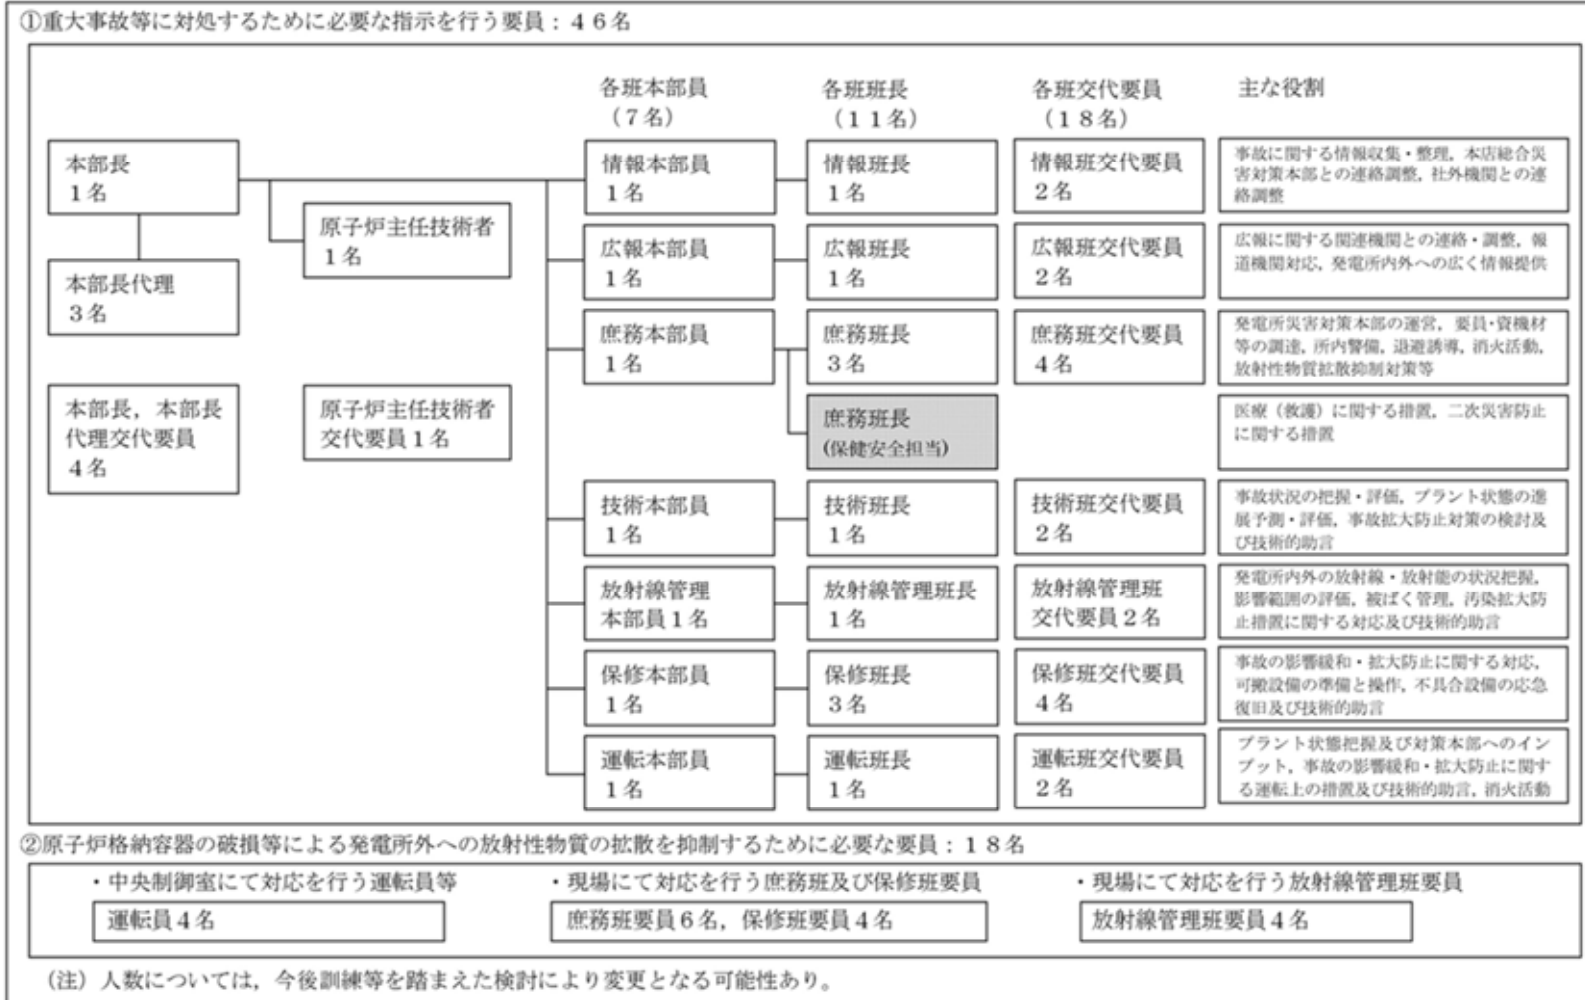 ①重大事故等に対処するために必要な指示を行う要員：４６名
各班本部員
（７名）
各班班長
（１１名）
各班交代要員
（１８名）
主な役割
本部長
１名
本部長代理
３名
本部長，本部長
代理交代要員
４名
原子炉主任技術者
１名
原子炉主任技術者
交代要員１名
情報本部員
１名
情報班長
１名
情報班交代要員
２名
事故に関する情報収集・整理，本店総合災
害対策本部との連絡調整，社外機関との連
絡調整
広報本部員
１名
広報班長
１名
広報班交代要員
２名
広報に関する関連機関との連絡・調整，報
道機関対応，発電所内外への広く情報提供
庶務本部員
１名
庶務班長
３名
庶務班交代要員
４名
発電所災害対策本部の運営，要員・資機材
等の調達，所内警備，退避誘導，消火活動，
放射性物質拡散抑制対策等
庶務班長
(保健安全担当)
医療（救護）に関する措置，二次災害防止
に関する措置
技術本部員
１名
技術班長
１名
技術班交代要員
２名
事故状況の把握・評価，プラント状態の進
展予測・評価，事故拡大防止対策の検討及
び技術的助言
放射線管理
本部員１名
放射線管理班長
１名
放射線管理班
交代要員２名
発電所内外の放射線・放射能の状況把握，
影響範囲の評価，被ばく管理，汚染拡大防
止措置に関する対応及び技術的助言
保修本部員
１名
保修班長
３名
保修班交代要員
４名
事故の影響緩和・拡大防止に関する対応，
可搬設備の準備と操作，不具合設備の応急
復旧及び技術的助言
運転本部員
１名
運転班長
１名
運転班交代要員
２名
プラント状態把握及び対策本部へのイン
プット，事故の影響緩和・拡大防止に関す
る運転上の措置及び技術的助言，消火活動
②原子炉格納容器の破損等による発電所外への放射性物質の拡散を抑制するために必要な要員：１８名
・中央制御室にて対応を行う運転員等
運転員４名
・現場にて対応を行う庶務班及び保修班要員
庶務班要員６名，保修班要員４名
・現場にて対応を行う放射線管理班要員
放射線管理班要員４名
（注）人数については，今後訓練等を踏まえた検討により変更となる可能性あり。